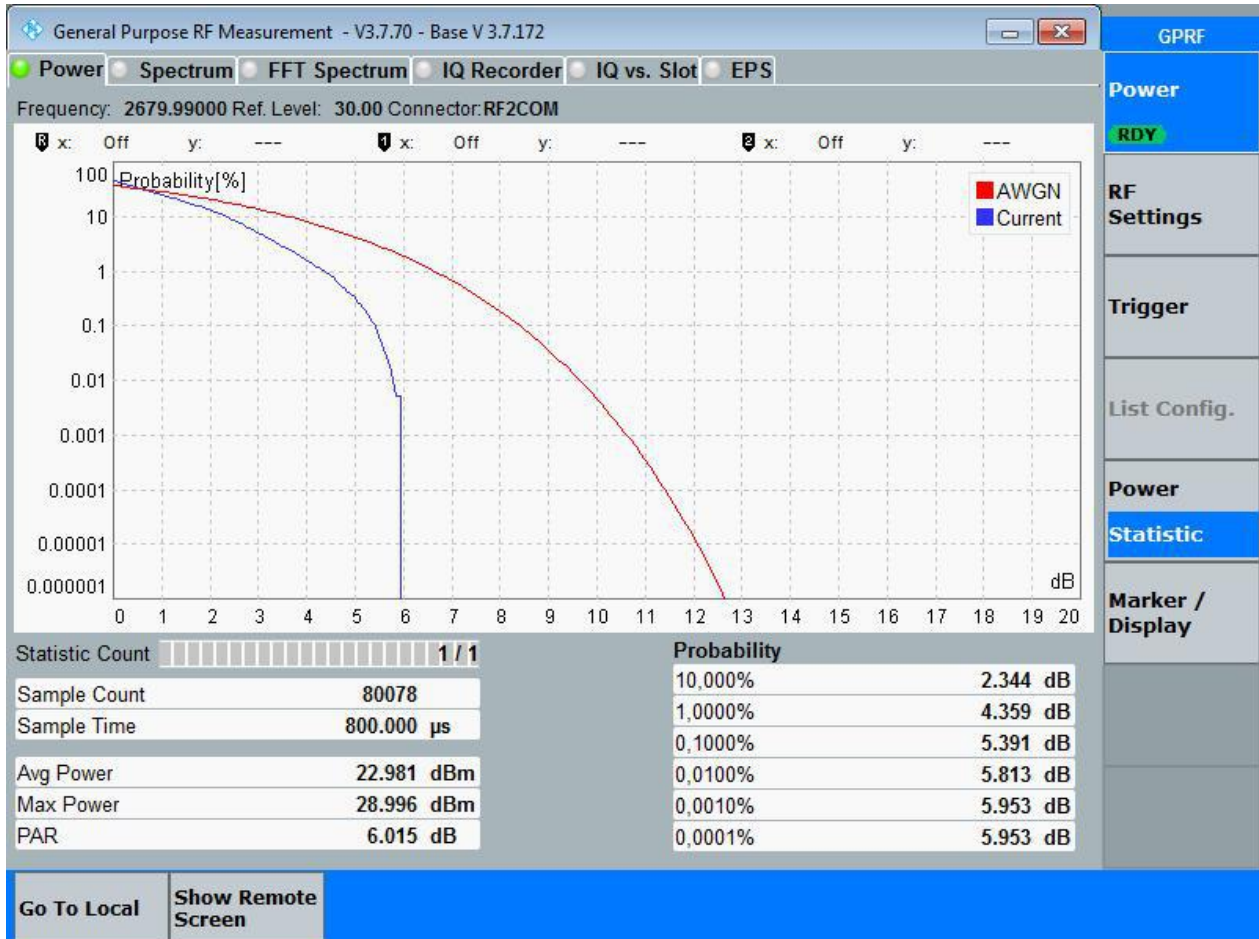 General Purpose RF Measurement - V3.7.70 - Base V 3.7.172
GPRF
Power Spectrum FFT Spectrum IQ Recorder IQ vs. Slot EPS
Frequency: 2679.99000 Ref. Level: 30.00 Connector:RF2COM
R x: Off y: --- 1 x: Off y: --- 2 x: Off y: ---
Probability[%]
100
10
1
0.1
0.01
0.001
0.0001
0.00001
0.000001
AWGN
Current
dB
0 1 2 3 4 5 6 7 8 9 10 11 12 13 14 15 16 17 18 19 20
Statistic Count 1 / 1
Sample Count 80078
Sample Time 800.000 µs
Avg Power 22.981 dBm
Max Power 28.996 dBm
PAR 6.015 dB
Probability
10,000% 2.344 dB
1,0000% 4.359 dB
0,1000% 5.391 dB
0,0100% 5.813 dB
0,0010% 5.953 dB
0,0001% 5.953 dB
Power
RDY
RF
Settings
Trigger
List Config.
Power
Statistic
Marker /
Display
Go To Local
Show Remote
Screen